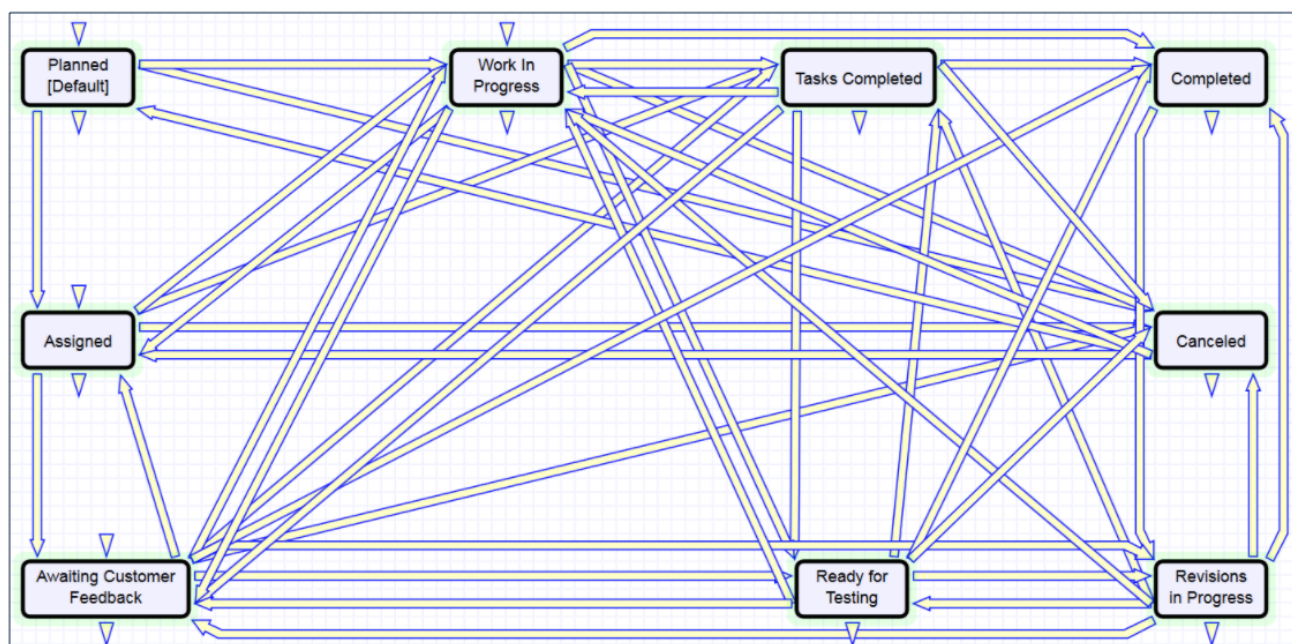 Planned
[Default]
Work In
Progress
Tasks Completed
Completed
Assigned
Canceled
Awaiting Customer
Feedback
Ready for
Testing
Revisions
in Progress